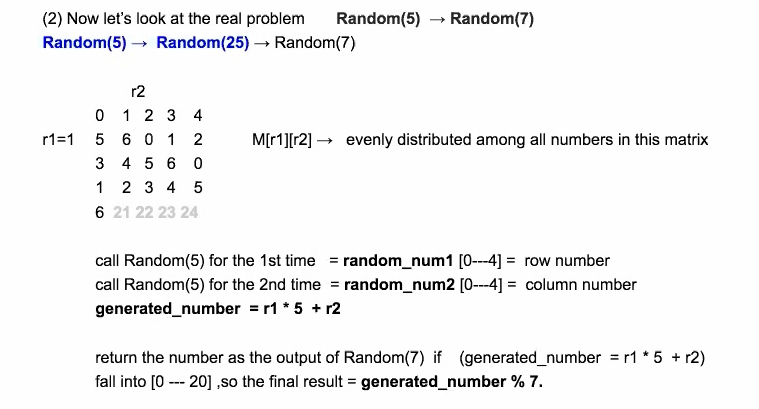 (2) Now let's look at the real problem Random(5) → Random(7)
Random(5) → Random(25) → Random(7)
r2
0 1 2 3 4
r1=1 5 6 0 1 2 M[r1][r2] → evenly distributed among all numbers in this matrix
3 4 5 6 0
1 2 3 4 5
6 21 22 23 24
call Random(5) for the 1st time = random_num1 [0---4] = row number
call Random(5) for the 2nd time = random_num2 [0---4] = column number
generated_number = r1 * 5 + r2
return the number as the output of Random(7) if (generated_number = r1 * 5 + r2)
fall into [0 --- 20] ,so the final result = generated_number % 7.